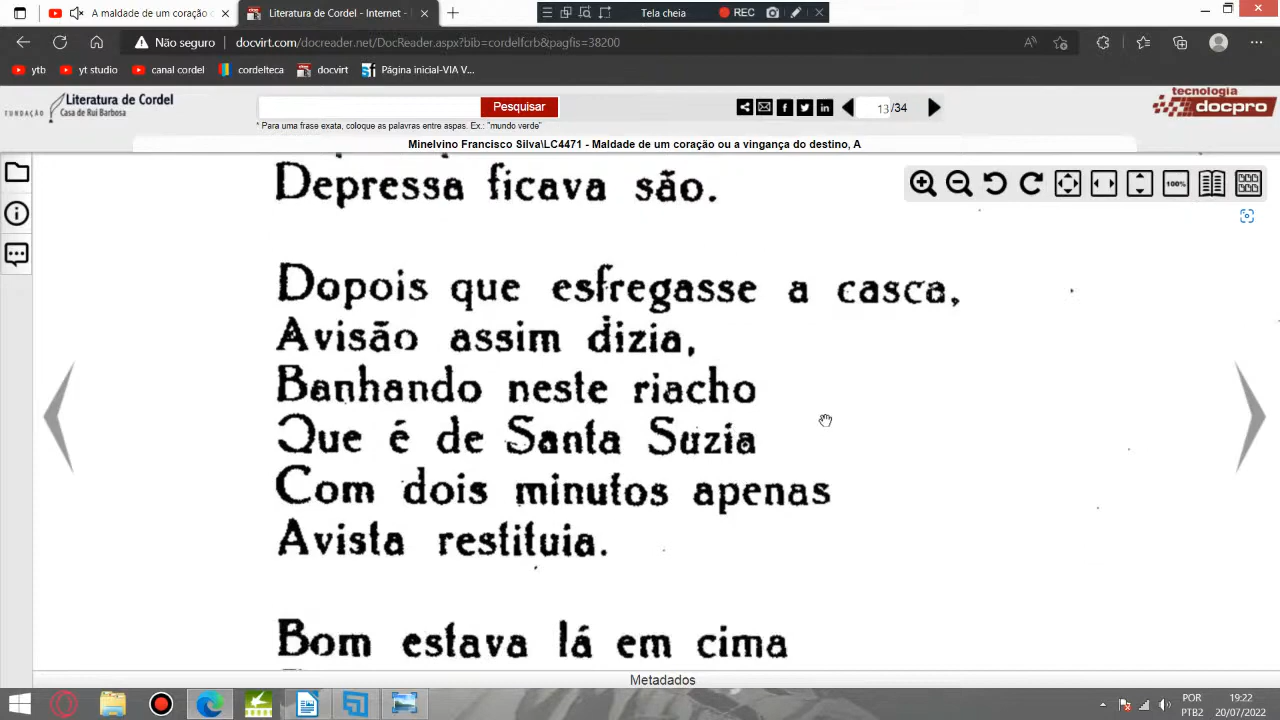 A maldade de um coração c
Literatura de Cordel - Internet -
Tela cheia
REC
Não seguro
docvirt.com/docreader.net/DocReader.aspx?bib=cordelfcrb&pagfis=38200
ytb
yt studio
canal cordel
cordelteca
docvirt
Página inicial-VIA V...
FUNDAÇÃO
Literatura de Cordel
Casa de Rui Barbosa
Pesquisar
* Para uma frase exata, coloque as palavras entre aspas. Ex.: "mundo verde"
13 /34
tecnologia
docpro
Minelvino Francisco Silva\LC4471 - Maldade de um coração ou a vingança do destino, A
100%
Depressa ficava são.
Dopois que esfregasse a casca,
Avisão assim dizia,
Banhando neste riacho
Que é de Santa Suzia
Com dois minutos apenas
Avista restituia.
Bom estava lá em cima
Metadados
POR
PTB2
19:22
20/07/2022